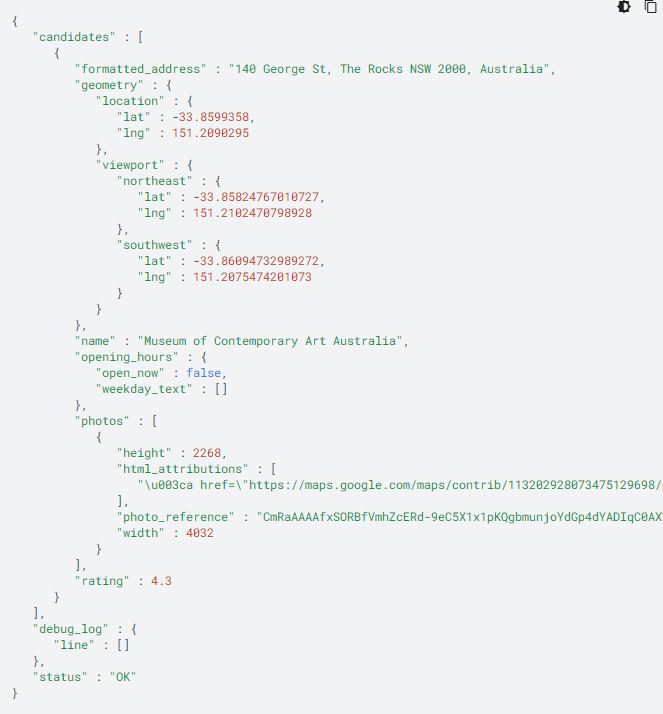 {
"candidates" : [
{
"formatted_address" : "140 George St, The Rocks NSW 2000, Australia",
"geometry" : {
"location" : {
"lat" : -33.8599358,
"lng" : 151.2090295
},
"viewport" : {
"northeast" : {
"lat" : -33.85824767010727,
"lng" : 151.2102470798928
},
"southwest" : {
"lat" : -33.86094732989272,
"lng" : 151.2075474201073
}
}
},
"name" : "Museum of Contemporary Art Australia",
"opening_hours" : {
"open_now" : false,
"weekday_text" : []
},
"photos" : [
{
"height" : 2268,
"html_attributions" : [
"\u003ca href=\"https://maps.google.com/maps/contrib/113202928073475129698/
],
"photo_reference" : "CmRaAAAAfxSORBfVmhZcERd-9eC5X1x1pKQgbmunjoYdGp4dYADIqC0AX
"width" : 4032
}
],
"rating" : 4.3
}
],
"debug_log" : {
"line" : []
},
"status" : "OK"
}